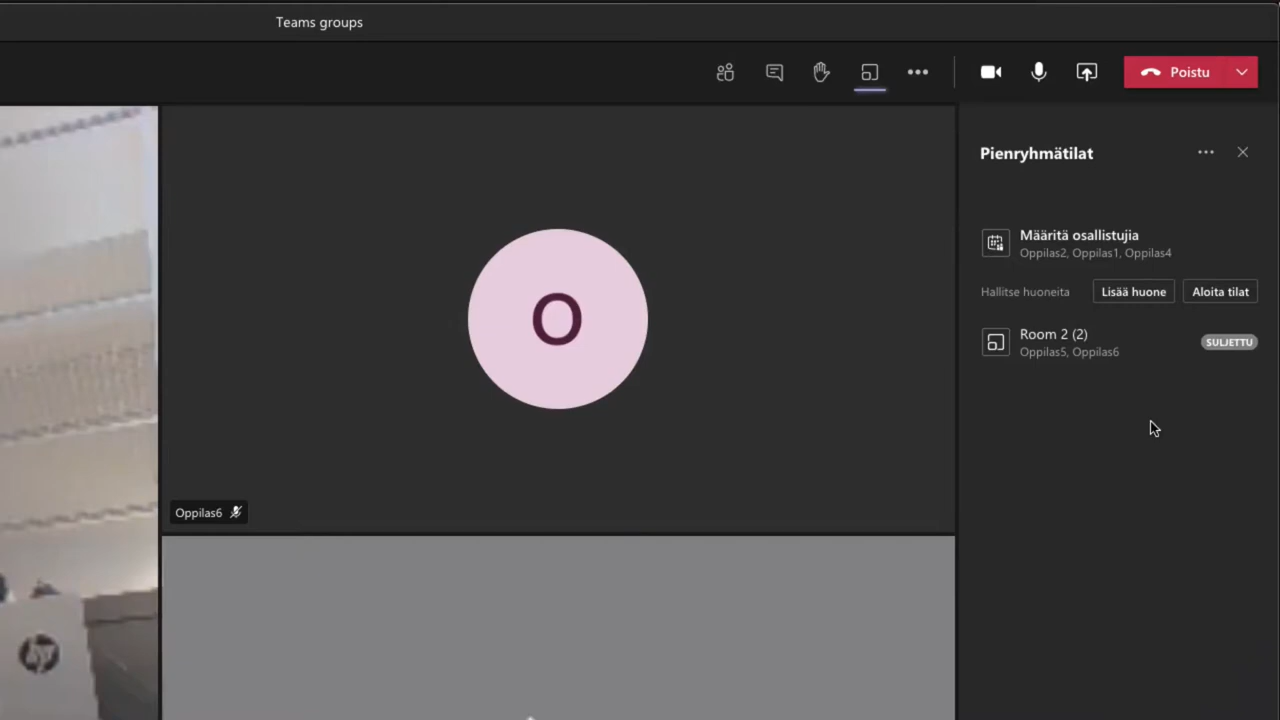 Teams groups
Poistu
Pienryhmätilat
Määritä osallistujia
Oppilas2, Oppilas1, Oppilas4
Hallitse huoneita
Lisää huone
Aloita tilat
Room 2 (2)
SULJETTU
Oppilas5, Oppilas6
O
Oppilas6
hp